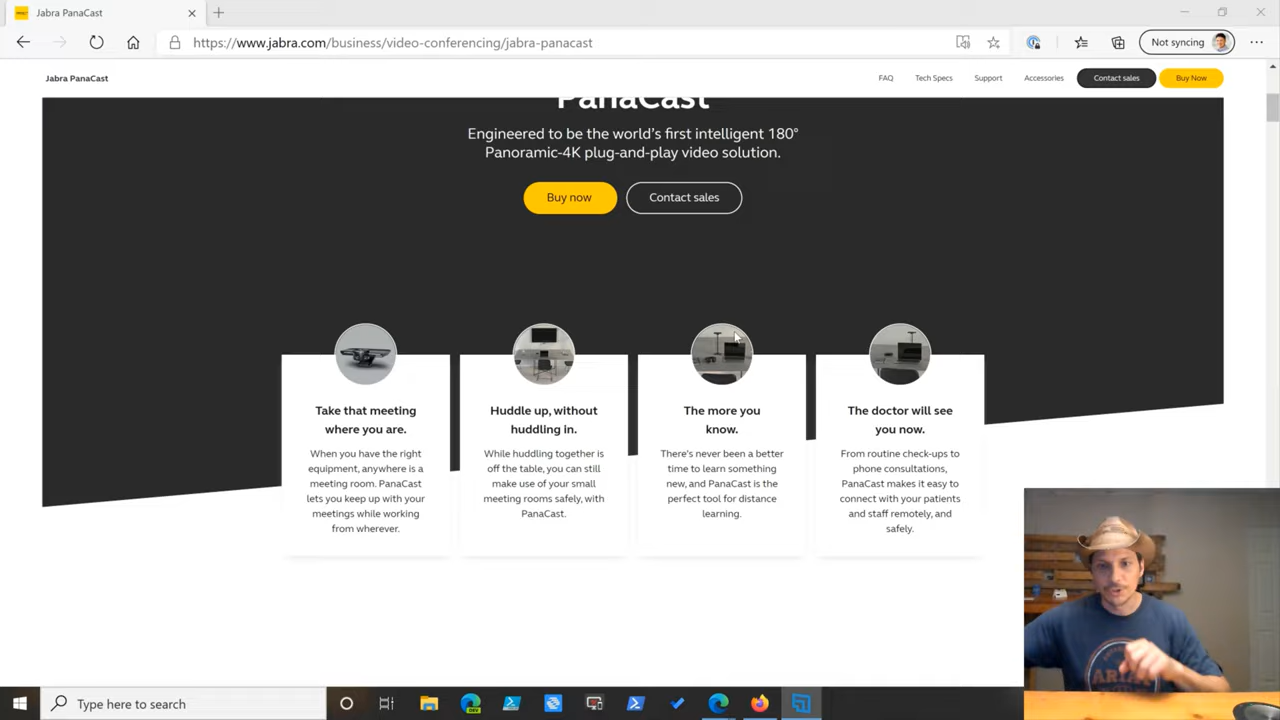 Jabra PanaCast
https://www.jabra.com/business/video-conferencing/jabra-panacast
Not syncing
Jabra PanaCast
FAQ
Tech Specs
Support
Accessories
Contact sales
Buy Now
PanaCast
Engineered to be the world's first intelligent 180°
Panoramic-4K plug-and-play video solution.
Buy now
Contact sales
Take that meeting
where you are.
When you have the right
equipment, anywhere is a
meeting room. PanaCast
lets you keep up with your
meetings while working
from wherever.
Huddle up, without
huddling in.
While huddling together is
off the table, you can still
make use of your small
meeting rooms safely, with
PanaCast.
The more you
know.
There's never been a better
time to learn something
new, and PanaCast is the
perfect tool for distance
learning.
The doctor will see
you now.
From routine check-ups to
phone consultations,
PanaCast makes it easy to
connect with your patients
and staff remotely, and
safely.
Type here to search